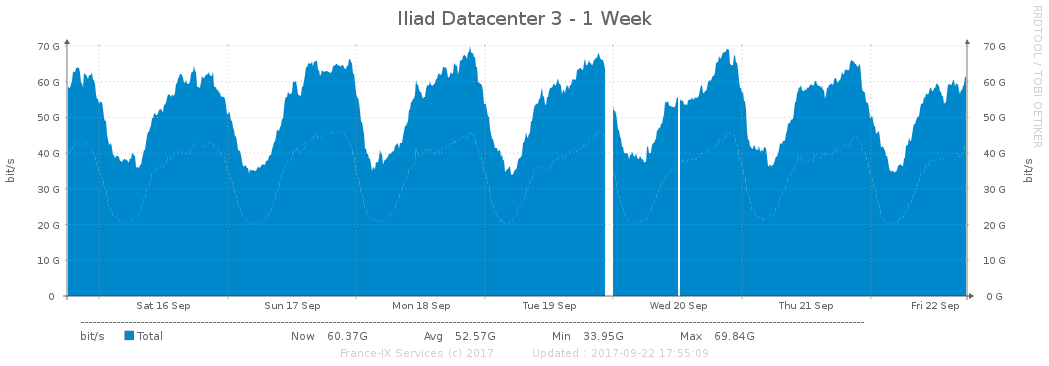 Iliad Datacenter 3 - 1 Week
RRDTOOL / TOBI OETIKER
bit/s
70 G 70 G
60 G 60 G
50 G 50 G
40 G 40 G
30 G 30 G
20 G 20 G
10 G 10 G
0 0 G
bit/s
Sat 16 Sep Sun 17 Sep Mon 18 Sep Tue 19 Sep Wed 20 Sep Thu 21 Sep Fri 22 Sep
bit/s Total Now 60.37G Avg 52.57G Min 33.95G Max 69.84G
France-IX Services (c) 2017 Updated : 2017-09-22 17:55:09